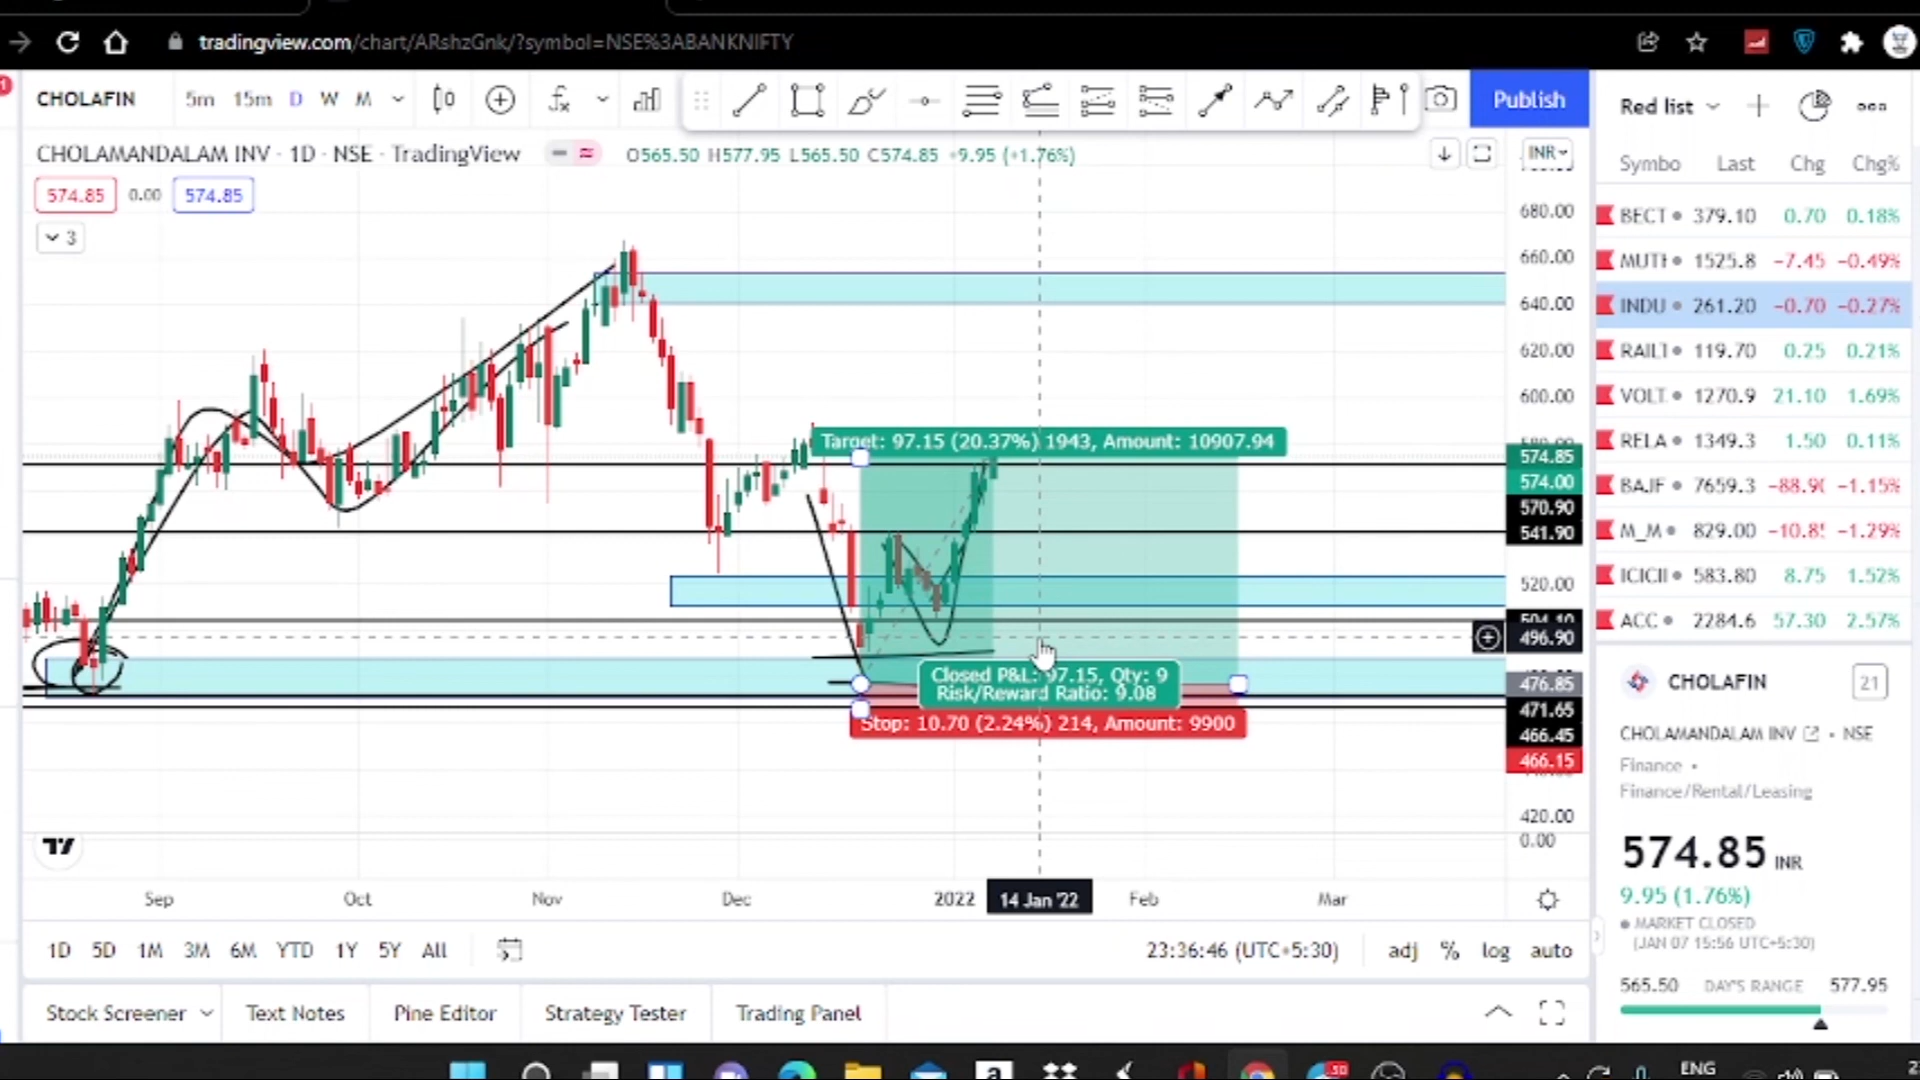 tradingview.com/chart/ARshzGnk/?symbol=NSE%3ABANKNIFTY
CHOLAFIN 5m 15m D W M Publish Red list
CHOLAMANDALAM INV · 1D · NSE · TradingView O565.50 H577.95 L565.50 C574.85 +9.95 (+1.76%) INR
Symbo Last Chg Chg%
574.85 0.00 574.85
3
680.00
660.00
640.00
620.00
600.00
574.85
574.00
570.90
541.90
520.00
496.90
476.85
471.65
466.45
466.15
420.00
0.00
Target: 97.15 (20.37%) 1943, Amount: 10907.94
Closed P&L: 97.15, Qty: 9
Risk/Reward Ratio: 9.08
Stop: 10.70 (2.24%) 214, Amount: 9900
Sep Oct Nov Dec 2022 14 Jan '22 Feb Mar
1D 5D 1M 3M 6M YTD 1Y 5Y All 23:36:46 (UTC+5:30) adj % log auto
Stock Screener Text Notes Pine Editor Strategy Tester Trading Panel
BECT 379.10 0.70 0.18%
MUTH 1525.8 -7.45 -0.49%
INDU 261.20 -0.70 -0.27%
RAILT 119.70 0.25 0.21%
VOLT 1270.9 21.10 1.69%
RELA 1349.3 1.50 0.11%
BAJF 7659.3 -88.90 -1.15%
M_M 829.00 -10.85 -1.29%
ICICII 583.80 8.75 1.52%
ACC 2284.6 57.30 2.57%
CHOLAFIN 21
CHOLAMANDALAM INV · NSE
Finance •
Finance/Rental/Leasing
574.85 INR
9.95 (1.76%)
MARKET CLOSED
(JAN 07 15:56 UTC+5:30)
565.50 DAY'S RANGE 577.95
ENG